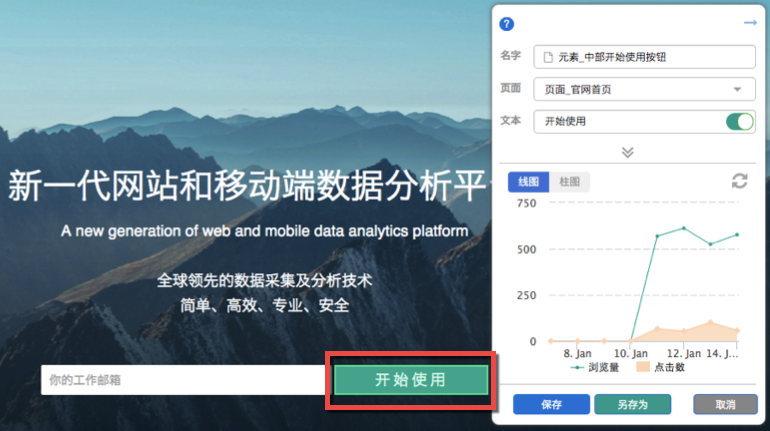 新一代网站和移动端数据分析平
A new generation of web and mobile data analytics platform
全球领先的数据采集及分析技术
简单、高效、专业、安全
你的工作邮箱
开始使用
?
名字
元素_中部开始使用按钮
页面
页面_官网首页
文本
开始使用
线图
柱图
750
500
250
0
8. Jan
10. Jan
12. Jan
14. J...
浏览量
点击数
保存
另存为
取消